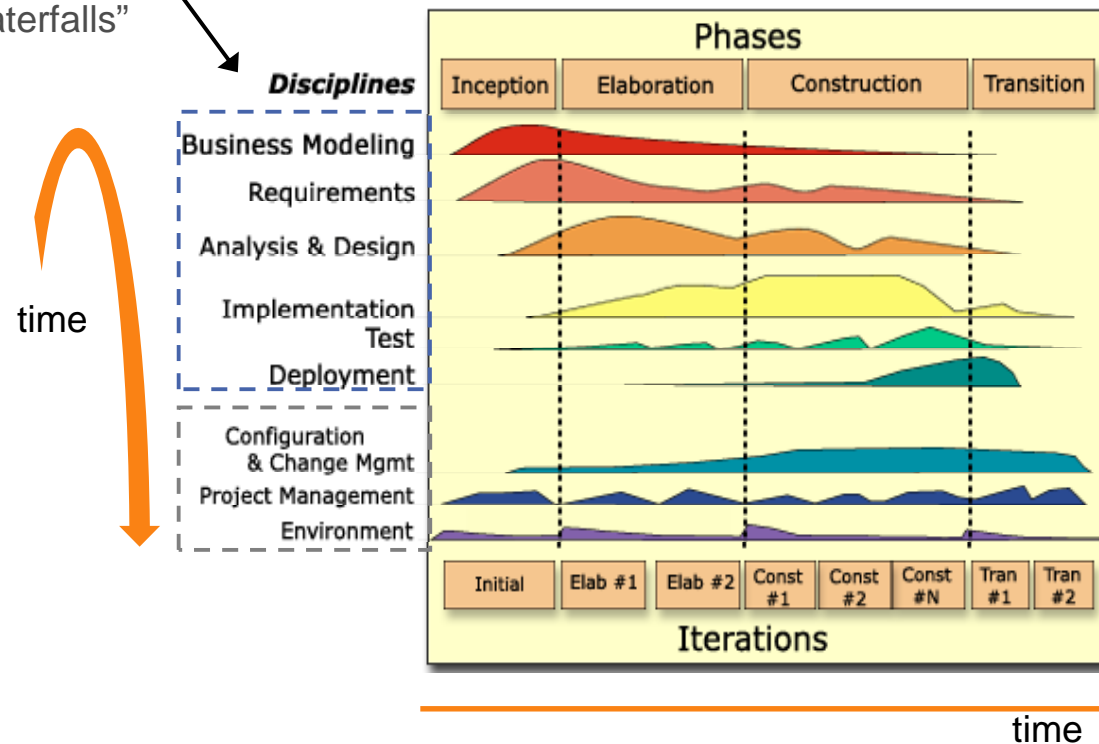 aterfalls”
Phases
Disciplines
Inception
Elaboration
Construction
Transition
Business Modeling
Requirements
Analysis & Design
Implementation
Test
Deployment
Configuration
& Change Mgmt
Project Management
Environment
time
Initial
Elab #1
Elab #2
Const
#1
Const
#2
Const
#N
Tran
#1
Tran
#2
Iterations
time